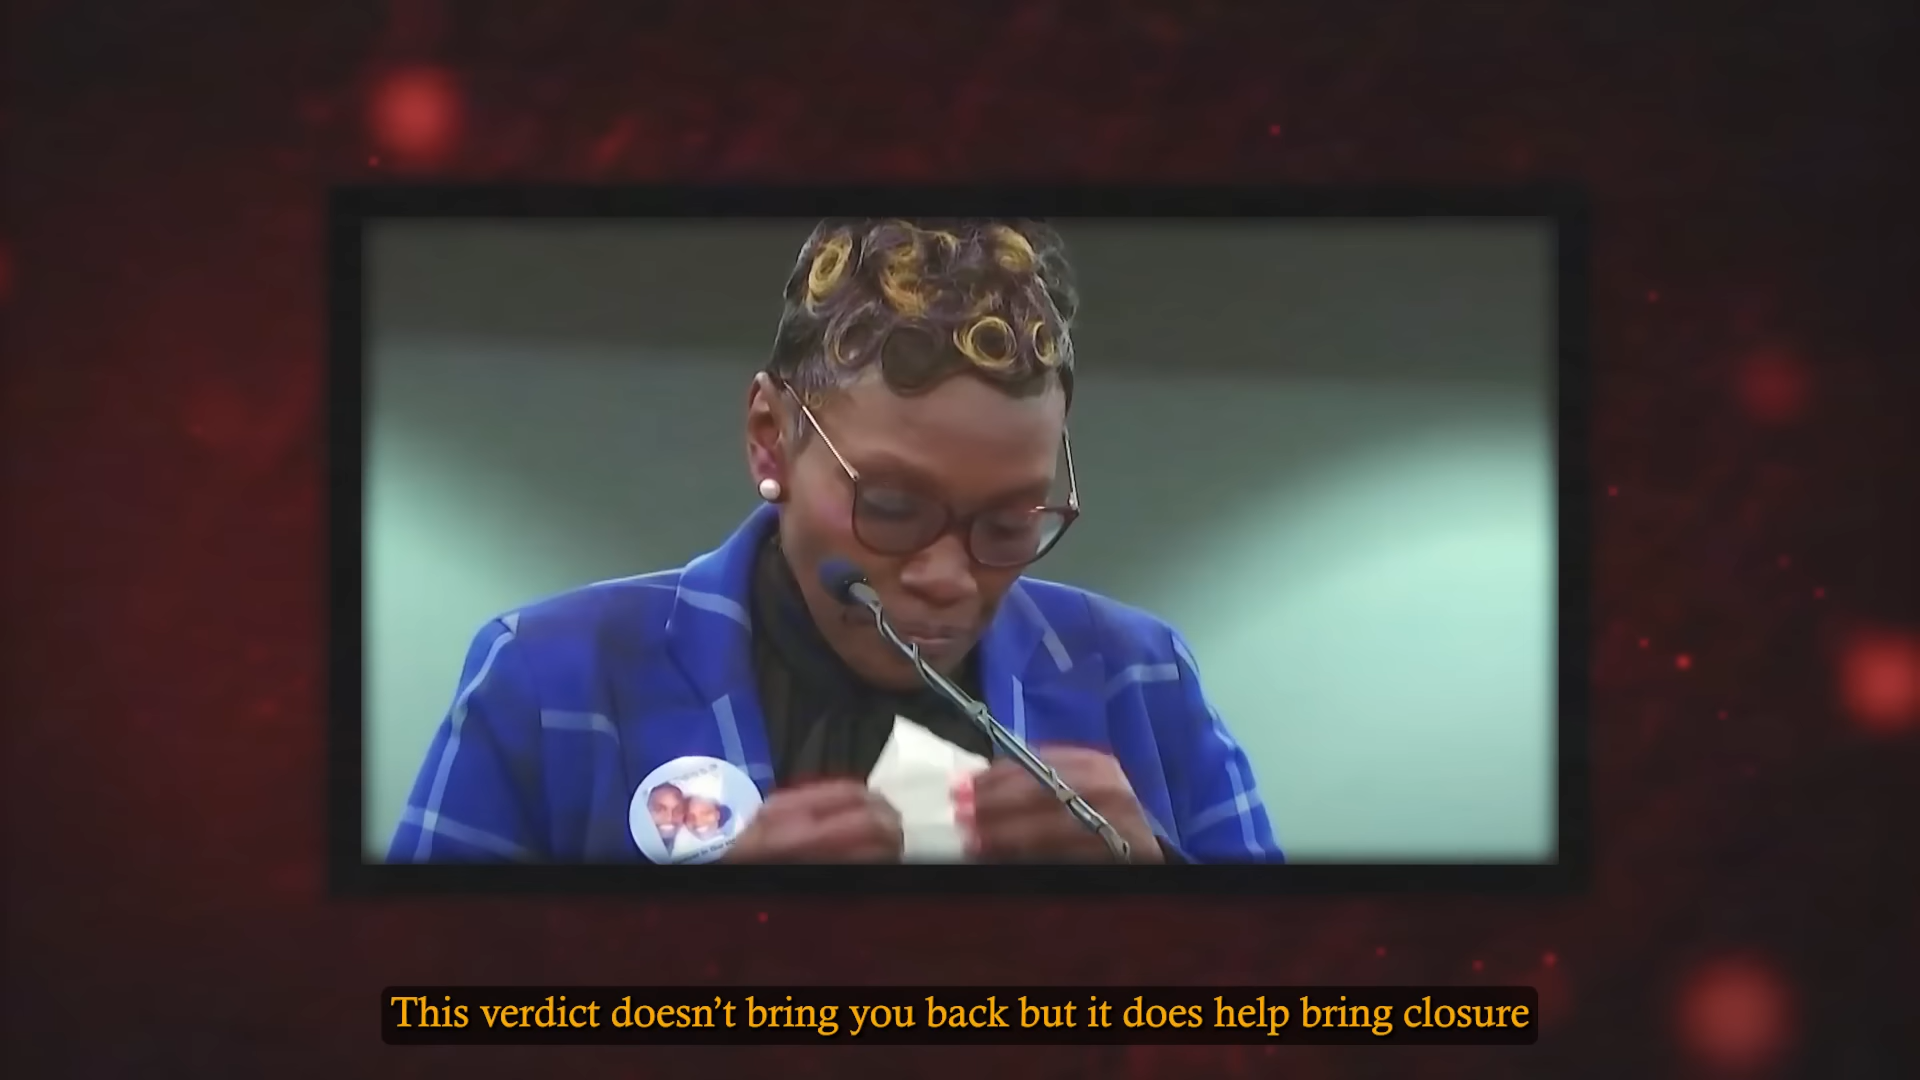 This verdict doesn’t bring you back but it does help bring closure